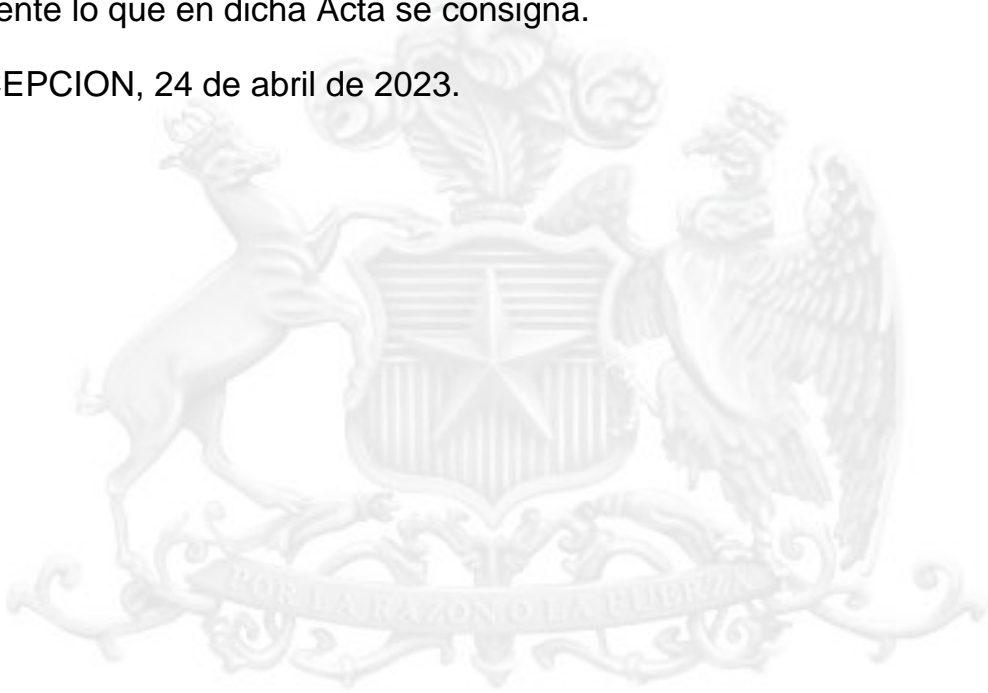 ente lo que en dicha Acta se consigna.
EPCION, 24 de abril de 2023.
POR LA RAZON O LA FUERZA